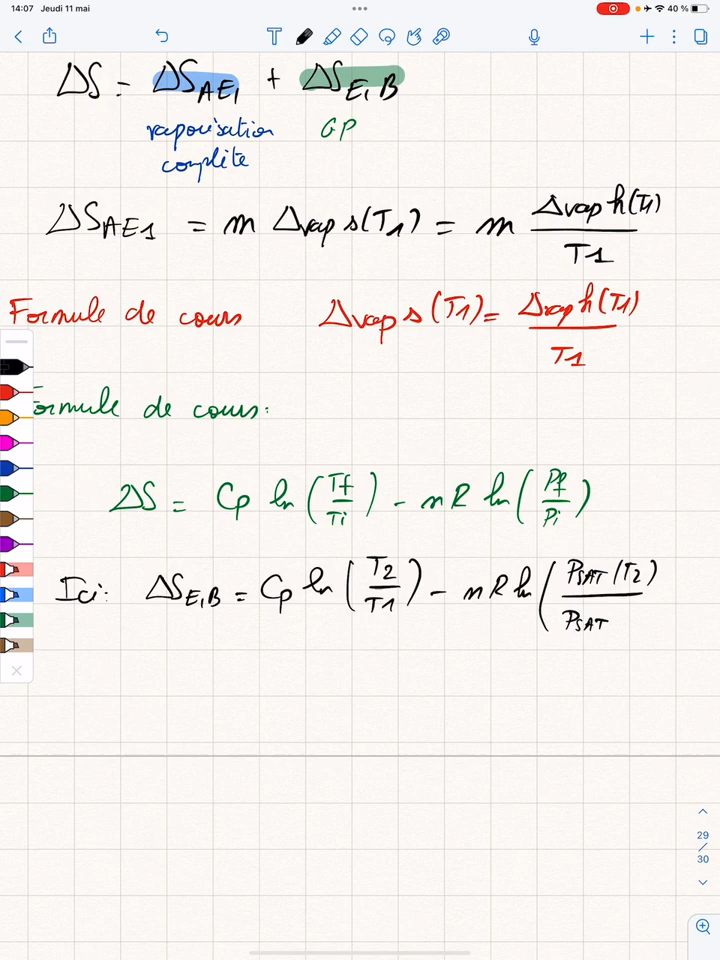 14:07 Jeudi 11 mai
40 %
T
ΔS = ΔS_AE1 + ΔS_E1B
vaporisation complète
GP
ΔS_AE1 = m Δvap s(T1) = m Δvap h(T1) / T1
Formule de cours Δvap s(T1) = Δvap h(T1) / T1
Formule de cours :
ΔS = Cp ln(Tf/Ti) - nR ln(Pf/Pi)
Ici : ΔS_E1B = Cp ln(T2/T1) - nR ln(PSAT(T2)/PSAT
29
/
30